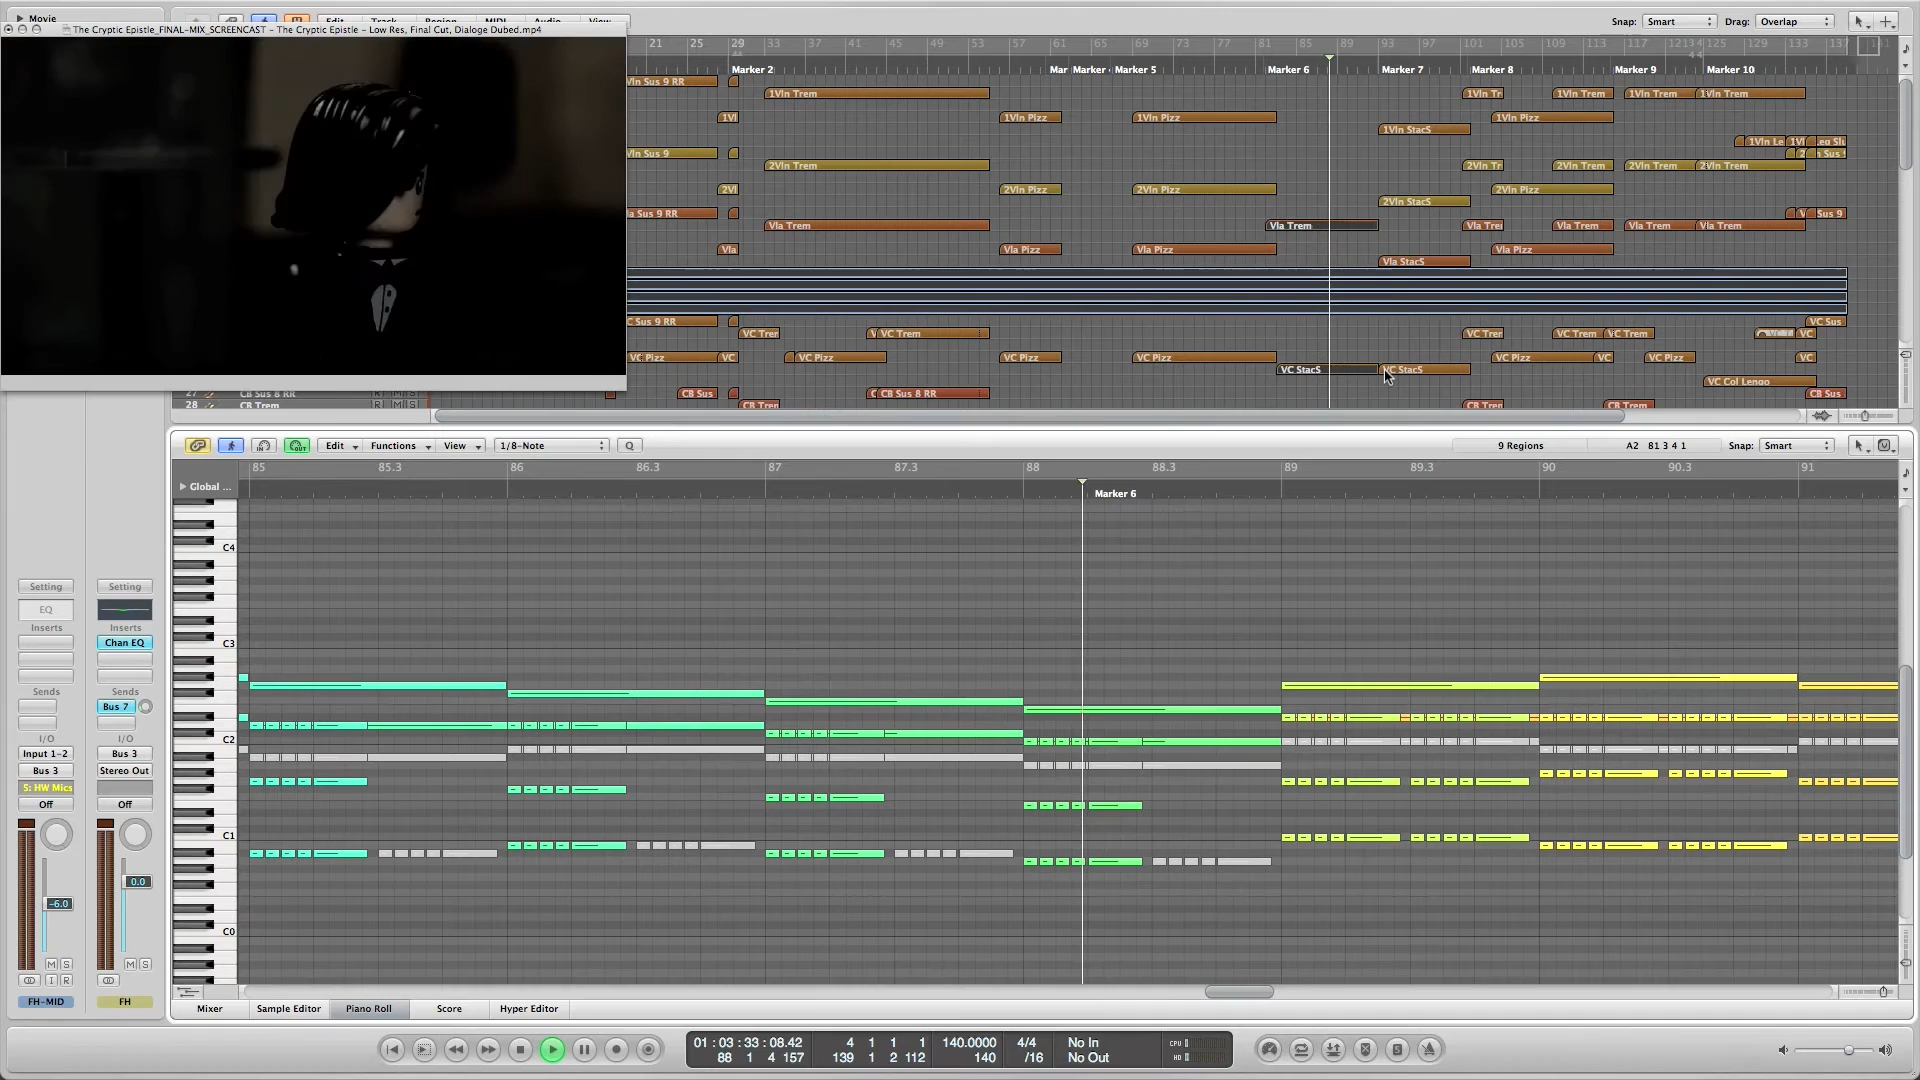 Movie
Edit Track Region MIDI Audio View
Snap: Smart Drag: Overlap
The Cryptic Epistle_FINAL-MIX_SCREENCAST - The Cryptic Epistle - Low Res, Final Cut, Dialoge Dubed.mp4
21 25 29 33 37 41 45 49 53 57 61 65 69 73 77 81 85 89 93 97 101 105 109 113 117 125 129 133 137
Marker 2 Mar Marker Marker 5 Marker 6 Marker 7 Marker 8 Marker 9 Marker 10
Vln Sus 9 RR
1Vln Trem 1Vln Tr 1Vln Trem 1Vln Trem 1Vln Trem
1Vl 1Vln Pizz 1Vln Pizz 1Vln Pizz
1Vln StacS
1Vln Le 1Vl
Vln Sus 9
2Vln Trem 2Vln Tr 2Vln Trem 2Vln Trem 2Vln Trem
2Vl 2Vln Pizz 2Vln Pizz 2Vln Pizz
2Vln StacS
a Sus 9 RR Sus 9
Vla Trem Vla Trem Vla Tre Vla Trem Vla Trem Vla Trem
Vla Vla Pizz Vla Pizz Vla Pizz
Vla StacS
C Sus 9 RR VC Sus
VC Tren VC Trem VC Trer VC Trem VC Trem VC
VC Pizz VC VC Pizz VC Pizz VC Pizz VC Pizz VC VC Pizz VC
VC StacS VC StacS
VC Col Lengo
27 CB Sus 8 RR R M S CB Sus CB Sus 8 RR CB Sus
28 CB Trem R M S CB Tren CB Tren CB Trem
Edit Functions View 1/8-Note Q 9 Regions A2 81 3 4 1 Snap: Smart
85 85.3 86 86.3 87 87.3 88 88.3 89 89.3 90 90.3 91
Global ...
Marker 6
C4
C3
C2
C1
C0
Setting Setting
EQ
Inserts Inserts
Chan EQ
Sends Sends
Bus 7
I/O I/O
Input 1-2 Bus 3
Bus 3 Stereo Out
S: HW Mics
Off Off
0.0
-6.0
M S M S
I R
FH-MID FH
Mixer Sample Editor Piano Roll Score Hyper Editor
01 : 03 : 33 : 08.42 4 1 1 1 140.0000 4/4 No In CPU
88 1 4 157 139 1 2 112 140 /16 No Out HD